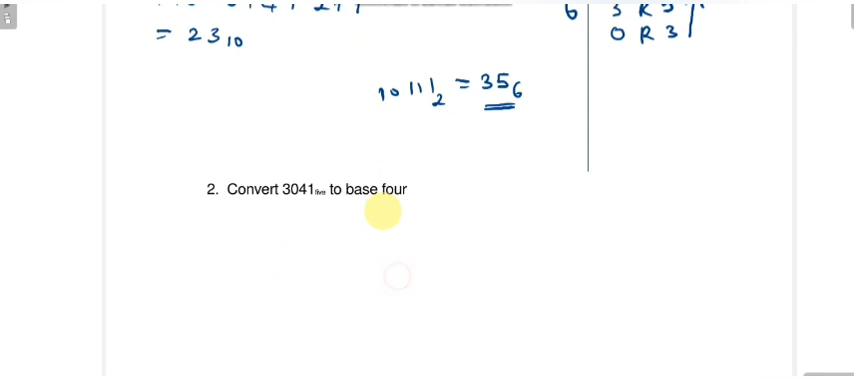 = 23₁₀
6
3 R 5
0 R 3
10111₂ = 35₆
2. Convert 3041five to base four